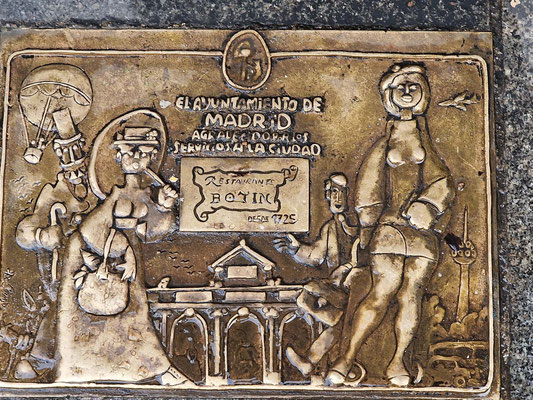 EL AYUNTAMIENTO DE
MADRID
AGRADECE POR LOS
SERVICIOS A LA CIUDAD
RESTAURANTE
BOTIN
DESDE 1725